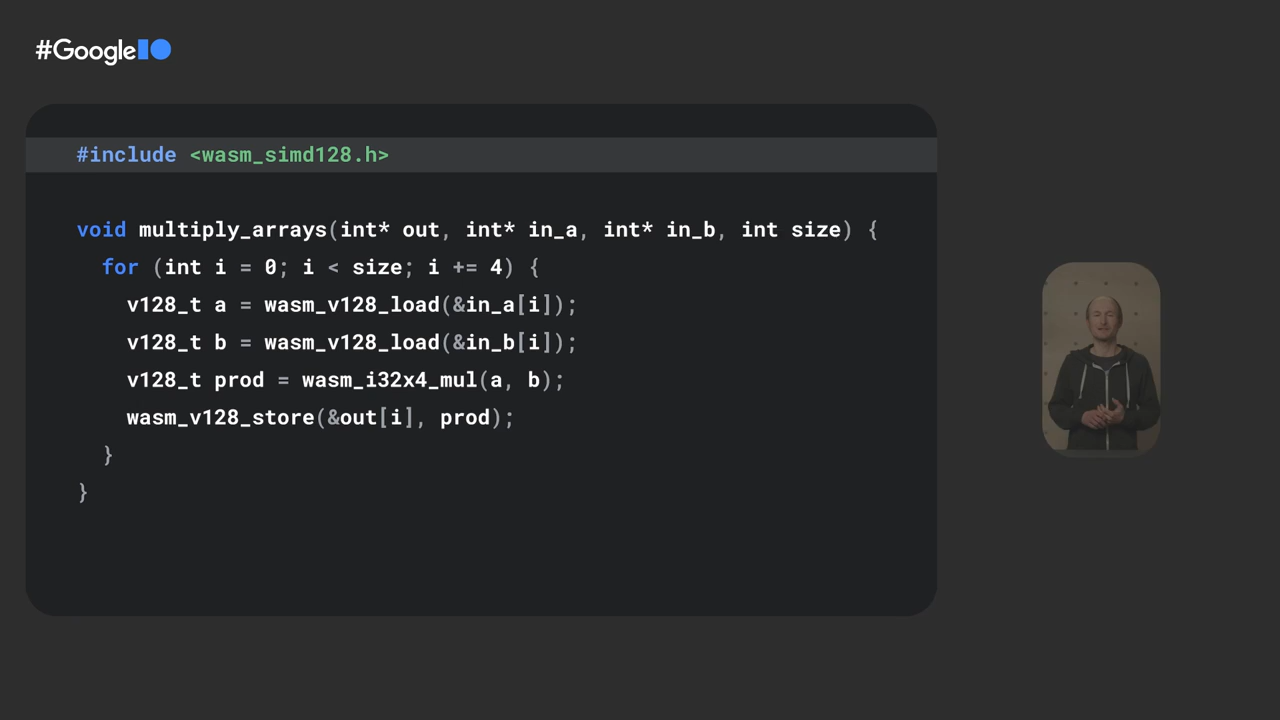 #GoogleIO
#include <wasm_simd128.h>
void multiply_arrays(int* out, int* in_a, int* in_b, int size) {
for (int i = 0; i < size; i += 4) {
v128_t a = wasm_v128_load(&in_a[i]);
v128_t b = wasm_v128_load(&in_b[i]);
v128_t prod = wasm_i32x4_mul(a, b);
wasm_v128_store(&out[i], prod);
}
}